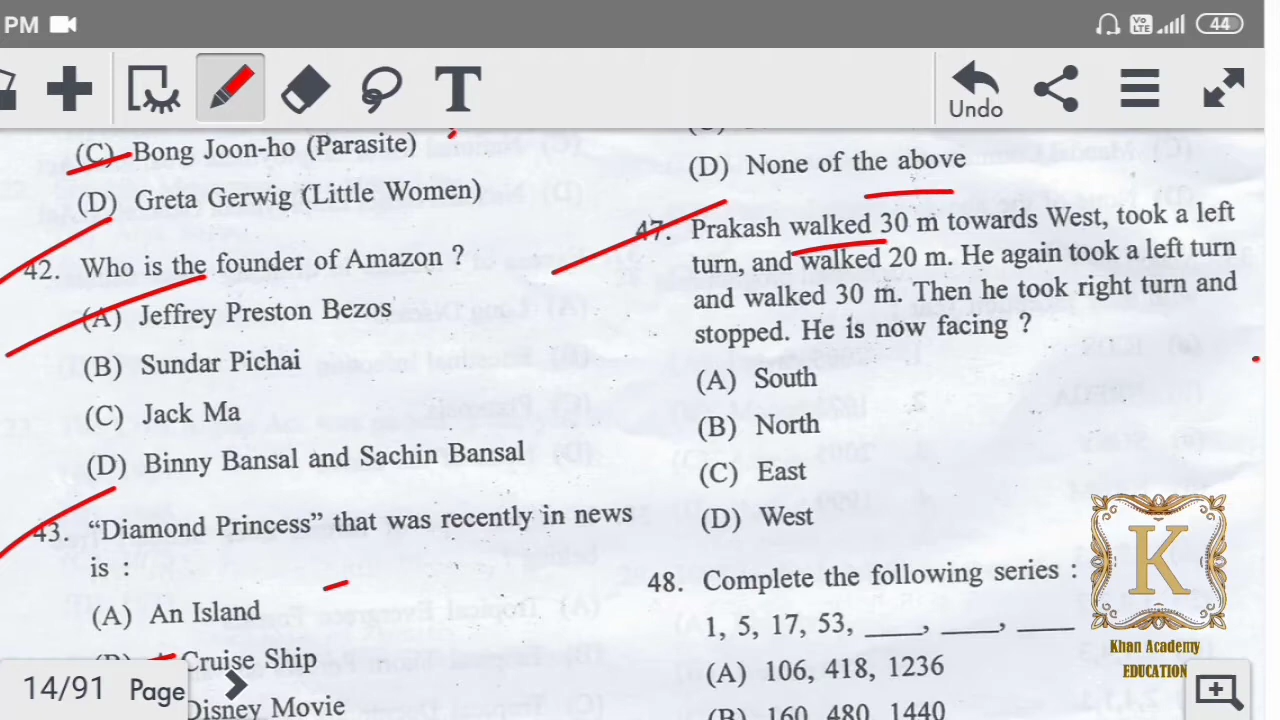 PM
Vo
LTE
44
T
Undo
(C) Bong Joon-ho (Parasite)
(D) Greta Gerwig (Little Women)
42. Who is the founder of Amazon ?
(A) Jeffrey Preston Bezos
(B) Sundar Pichai
(C) Jack Ma
(D) Binny Bansal and Sachin Bansal
43. “Diamond Princess” that was recently in news
is :
(A) An Island
Cruise Ship
Disney Movie
14/91 Page
(D) None of the above
47. Prakash walked 30 m towards West, took a left
turn, and walked 20 m. He again took a left turn
and walked 30 m. Then he took right turn and
stopped. He is now facing ?
(A) South
(B) North
(C) East
(D) West
48. Complete the following series :
1, 5, 17, 53, ____, ____, ____
(A) 106, 418, 1236
(B) 160, 480, 1440
K
Khan Academy
EDUCATION